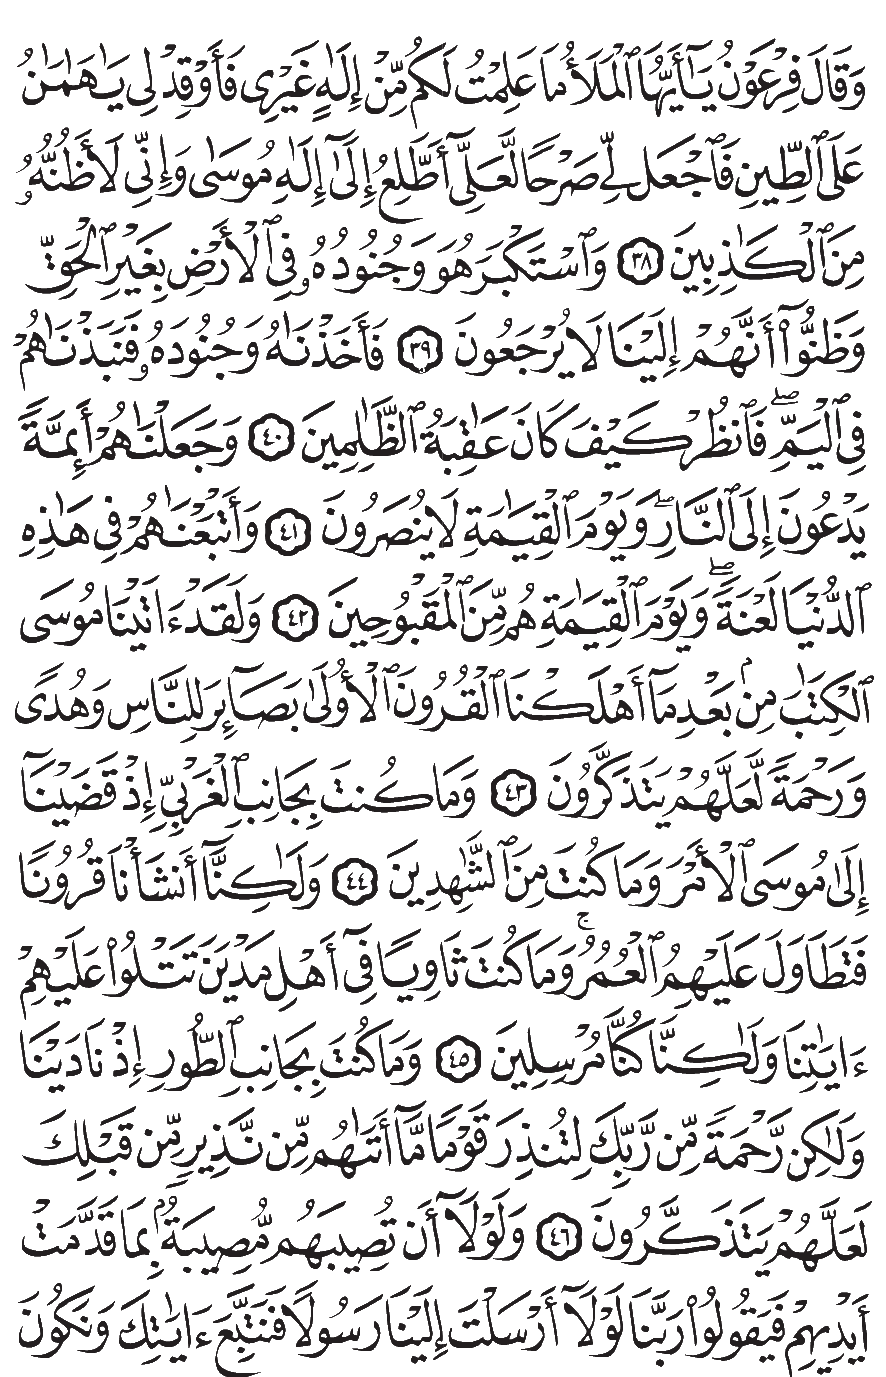 وَقَالَ فِرْعَوْنُ يَـٰٓأَيُّهَا ٱلْمَلَأُ مَا عَلِمْتُ لَكُم مِّنْ إِلَـٰهٍ غَيْرِى فَأَوْقِدْ لِى يَـٰهَـٰمَـٰنُ
عَلَى ٱلطِّينِ فَٱجْعَل لِّى صَرْحًا لَّعَلِّىٓ أَطَّلِعُ إِلَىٰٓ إِلَـٰهِ مُوسَىٰ وَإِنِّى لَأَظُنُّهُۥ
مِنَ ٱلْكَـٰذِبِينَ ٣٨ وَٱسْتَكْبَرَ هُوَ وَجُنُودُهُۥ فِى ٱلْأَرْضِ بِغَيْرِ ٱلْحَقِّ
وَظَنُّوٓا۟ أَنَّهُمْ إِلَيْنَا لَا يُرْجَعُونَ ٣٩ فَأَخَذْنَـٰهُ وَجُنُودَهُۥ فَنَبَذْنَـٰهُمْ
فِى ٱلْيَمِّ ۖ فَٱنظُرْ كَيْفَ كَانَ عَـٰقِبَةُ ٱلظَّـٰلِمِينَ ٤٠ وَجَعَلْنَـٰهُمْ أَئِمَّةً
يَدْعُونَ إِلَى ٱلنَّارِ ۖ وَيَوْمَ ٱلْقِيَـٰمَةِ لَا يُنصَرُونَ ٤١ وَأَتْبَعْنَـٰهُمْ فِى هَـٰذِهِ
ٱلدُّنْيَا لَعْنَةً ۖ وَيَوْمَ ٱلْقِيَـٰمَةِ هُم مِّنَ ٱلْمَقْبُوحِينَ ٤٢ وَلَقَدْ ءَاتَيْنَا مُوسَى
ٱلْكِتَـٰبَ مِنۢ بَعْدِ مَآ أَهْلَكْنَا ٱلْقُرُونَ ٱلْأُولَىٰ بَصَآئِرَ لِلنَّاسِ وَهُدًى
وَرَحْمَةً لَّعَلَّهُمْ يَتَذَكَّرُونَ ٤٣ وَمَا كُنتَ بِجَانِبِ ٱلْغَرْبِىِّ إِذْ قَضَيْنَآ
إِلَىٰ مُوسَى ٱلْأَمْرَ وَمَا كُنتَ مِنَ ٱلشَّـٰهِدِينَ ٤٤ وَلَـٰكِنَّآ أَنشَأْنَا قُرُونًا
فَتَطَاوَلَ عَلَيْهِمُ ٱلْعُمُرُ ۚ وَمَا كُنتَ ثَاوِيًا فِىٓ أَهْلِ مَدْيَنَ تَتْلُوا۟ عَلَيْهِمْ
ءَايَـٰتِنَا وَلَـٰكِنَّا كُنَّا مُرْسِلِينَ ٤٥ وَمَا كُنتَ بِجَانِبِ ٱلطُّورِ إِذْ نَادَيْنَا
وَلَـٰكِن رَّحْمَةً مِّن رَّبِّكَ لِتُنذِرَ قَوْمًا مَّآ أَتَىٰهُم مِّن نَّذِيرٍ مِّن قَبْلِكَ
لَعَلَّهُمْ يَتَذَكَّرُونَ ٤٦ وَلَوْلَآ أَن تُصِيبَهُم مُّصِيبَةٌۢ بِمَا قَدَّمَتْ
أَيْدِيهِمْ فَيَقُولُوا۟ رَبَّنَا لَوْلَآ أَرْسَلْتَ إِلَيْنَا رَسُولًا فَنَتَّبِعَ ءَايَـٰتِكَ وَنَكُونَ